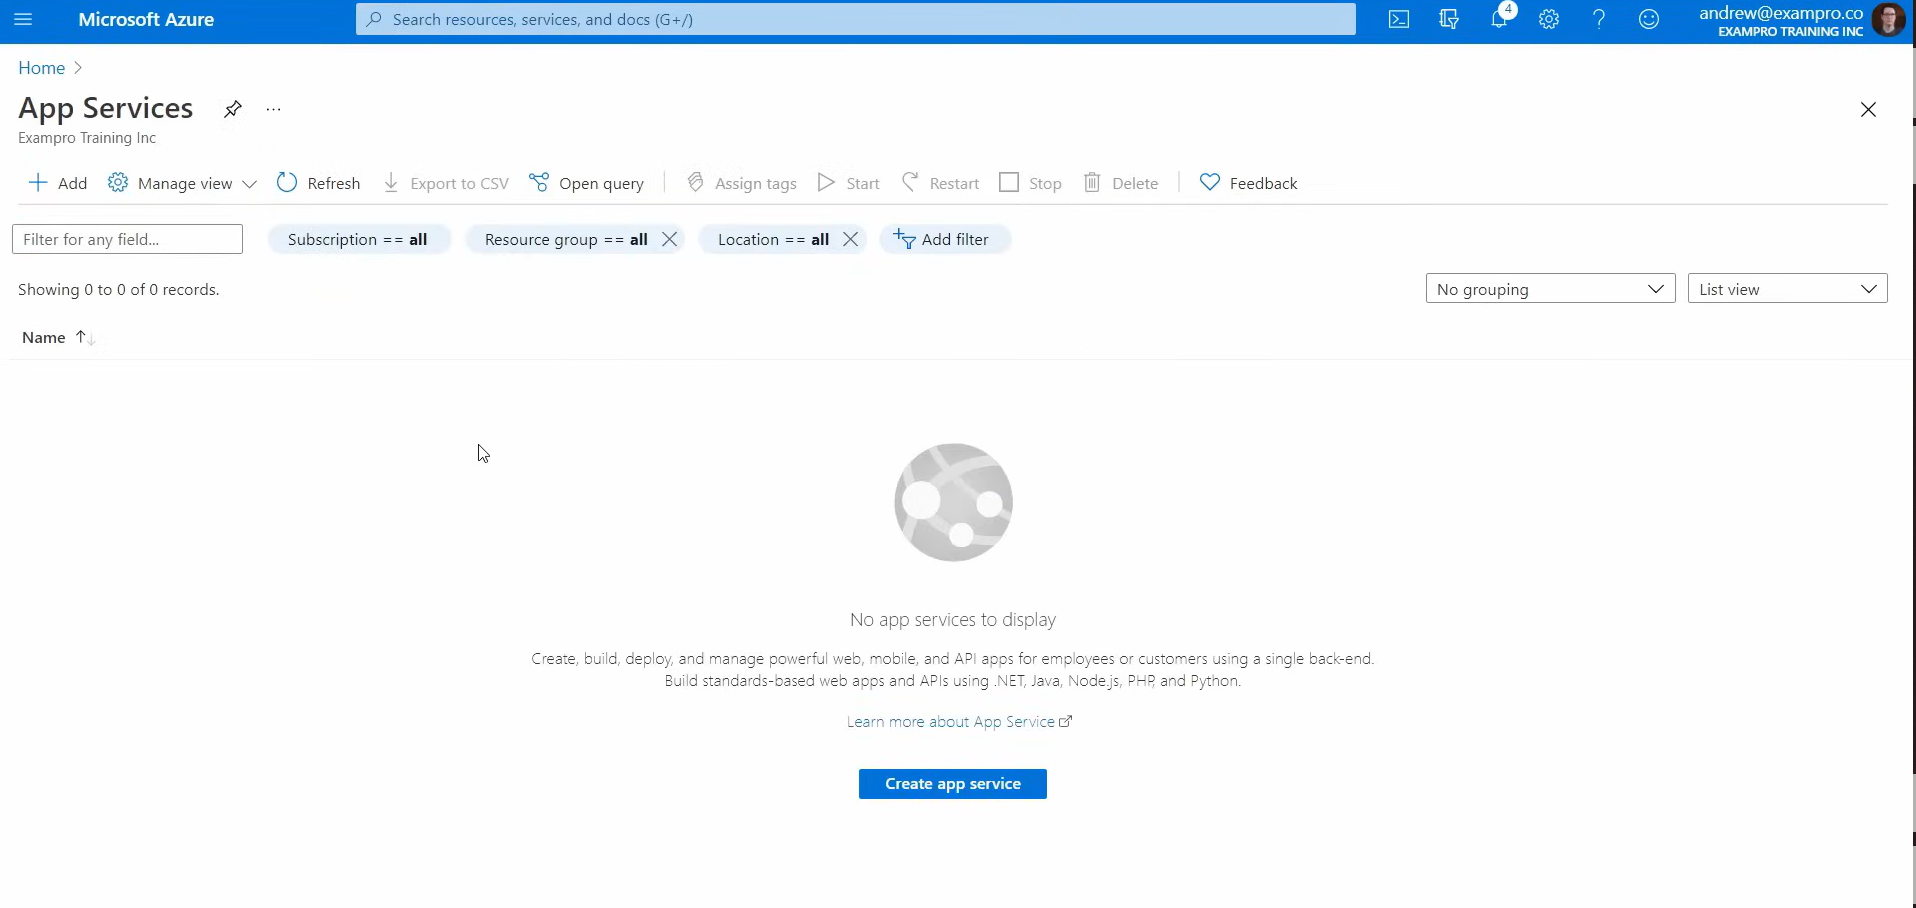 Microsoft Azure
Search resources, services, and docs (G+/)
4
andrew@exampro.co
EXAMPRO TRAINING INC
Home
App Services
...
Exampro Training Inc
Add
Manage view
Refresh
Export to CSV
Open query
Assign tags
Start
Restart
Stop
Delete
Feedback
Filter for any field...
Subscription == all
Resource group == all
Location == all
Add filter
Showing 0 to 0 of 0 records.
No grouping
List view
Name
No app services to display
Create, build, deploy, and manage powerful web, mobile, and API apps for employees or customers using a single back-end.
Build standards-based web apps and APIs using .NET, Java, Node.js, PHP, and Python.
Learn more about App Service
Create app service